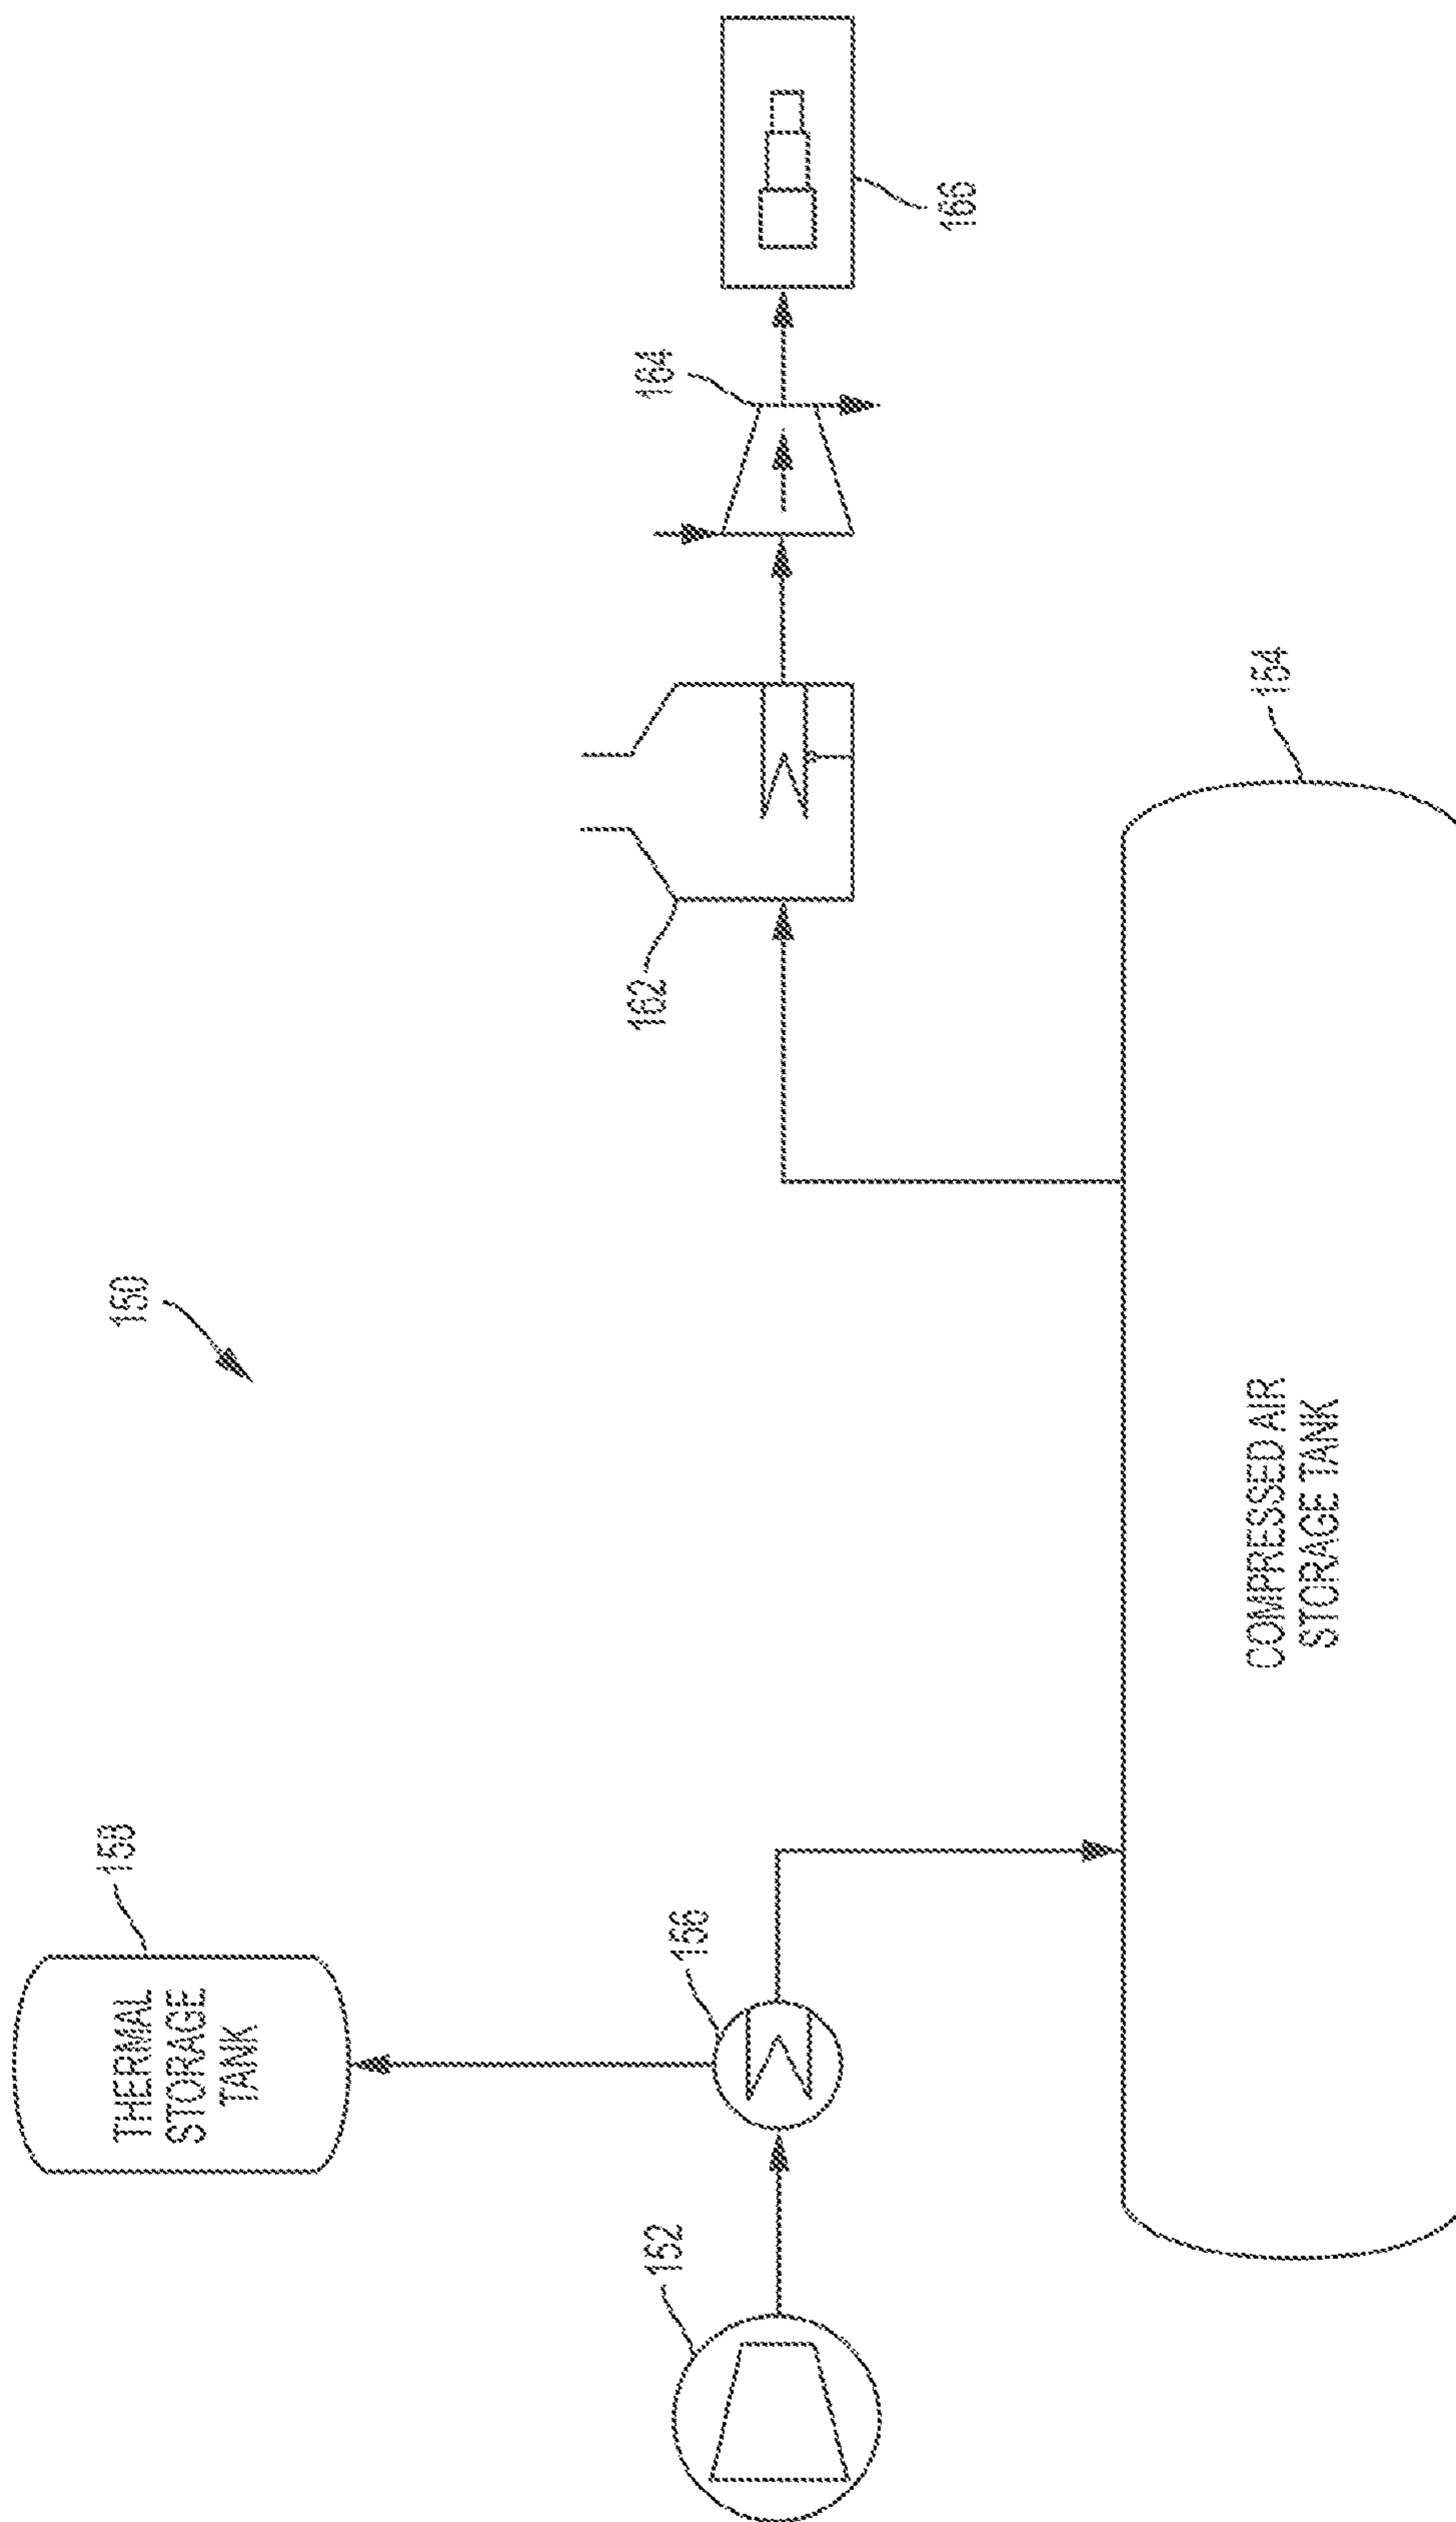 150
158
THERMAL
STORAGE
TANK
152
156
162
164
166
154
COMPRESSED AIR
STORAGE TANK